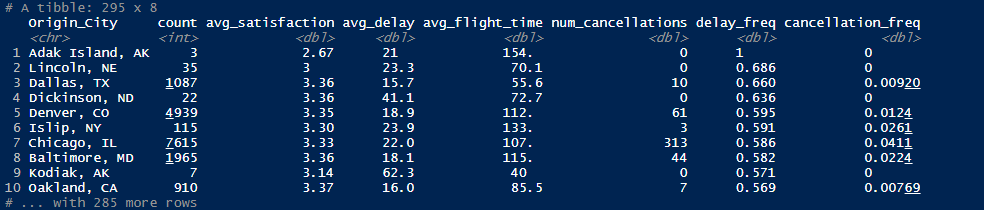 # A tibble: 295 x 8
Origin_City count avg_satisfaction avg_delay avg_flight_time num_cancellations delay_freq cancellation_freq
<chr> <int> <dbl> <dbl> <dbl> <dbl> <dbl> <dbl>
1 Adak Island, AK 3 2.67 21 154. 0 1 0
2 Lincoln, NE 35 3 23.3 70.1 0 0.686 0
3 Dallas, TX 1087 3.36 15.7 55.6 10 0.660 0.00920
4 Dickinson, ND 22 3.36 41.1 72.7 0 0.636 0
5 Denver, CO 4939 3.35 18.9 112. 61 0.595 0.0124
6 Islip, NY 115 3.30 23.9 133. 3 0.591 0.0261
7 Chicago, IL 7615 3.33 22.0 107. 313 0.586 0.0411
8 Baltimore, MD 1965 3.36 18.1 115. 44 0.582 0.0224
9 Kodiak, AK 7 3.14 62.3 40 0 0.571 0
10 Oakland, CA 910 3.37 16.0 85.5 7 0.569 0.00769
# ... with 285 more rows